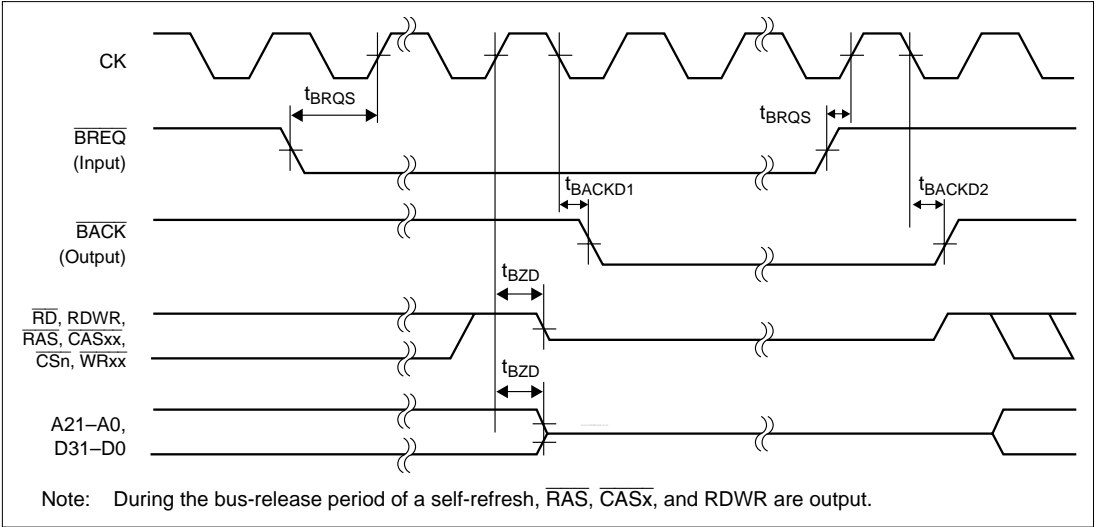 CK
tBRQS
tBRQS
BREQ
(Input)
tBACKD1
tBACKD2
BACK
(Output)
tBZD
RD, RDWR,
RAS, CASxx,
CSn, WRxx
tBZD
A21–A0,
D31–D0
Note: During the bus-release period of a self-refresh, RAS, CASx, and RDWR are output.